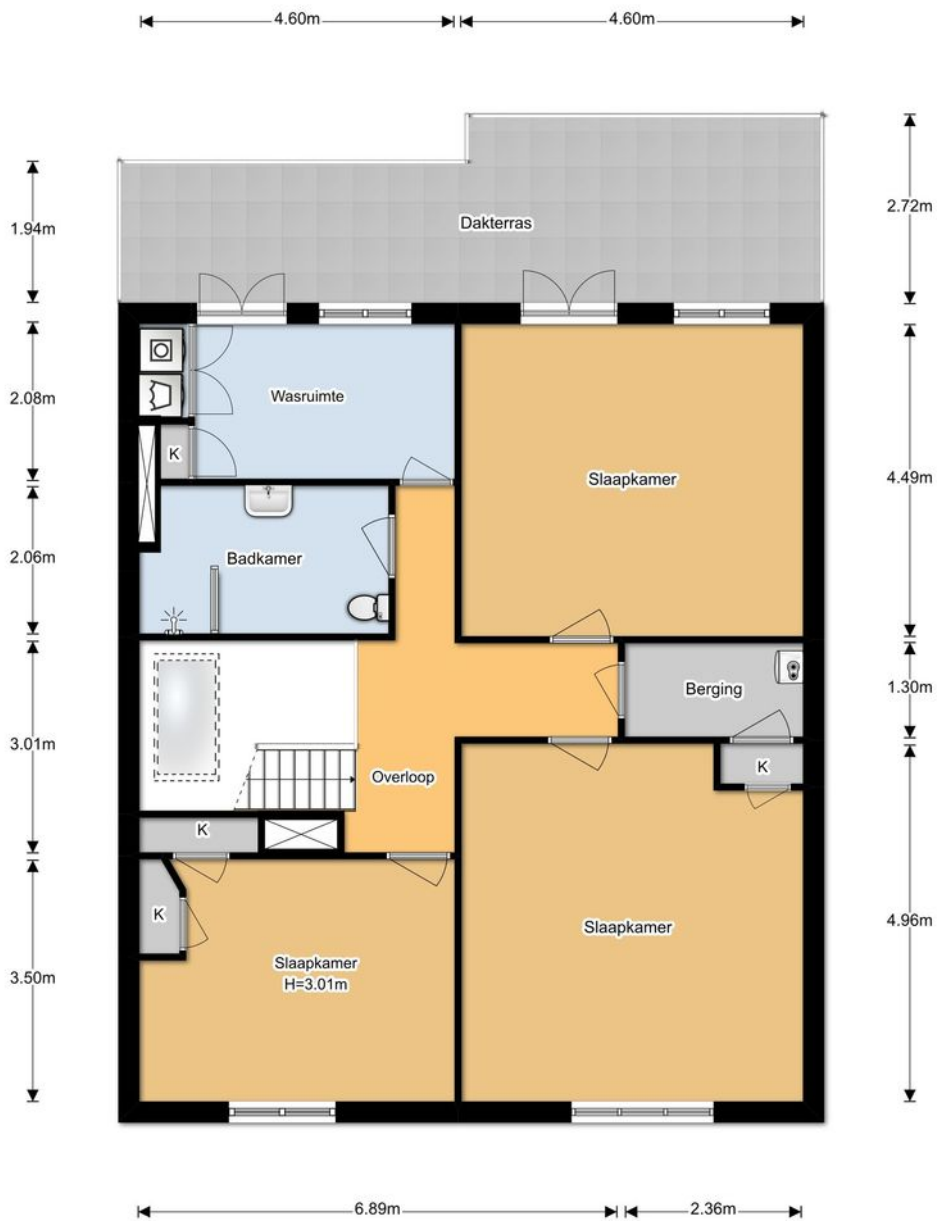 4.60m 4.60m
2.72m
1.94m
Dakterras
2.08m
Wasruimte
K
Slaapkamer
4.49m
2.06m
Badkamer
Berging
1.30m
3.01m
Overloop
K
K
K
4.96m
Slaapkamer
3.50m
Slaapkamer
H=3.01m
6.89m 2.36m